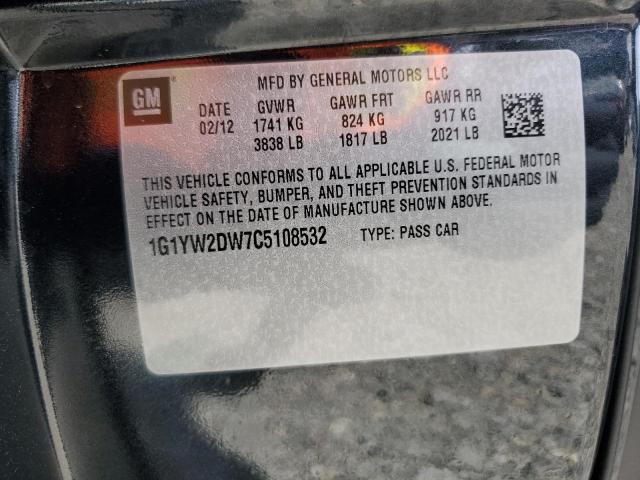 GM
MFD BY GENERAL MOTORS LLC
DATE GVWR GAWR FRT GAWR RR
02/12 1741 KG 824 KG 917 KG
3838 LB 1817 LB 2021 LB
THIS VEHICLE CONFORMS TO ALL APPLICABLE U.S. FEDERAL MOTOR
VEHICLE SAFETY, BUMPER, AND THEFT PREVENTION STANDARDS IN
EFFECT ON THE DATE OF MANUFACTURE SHOWN ABOVE.
1G1YW2DW7C5108532 TYPE: PASS CAR